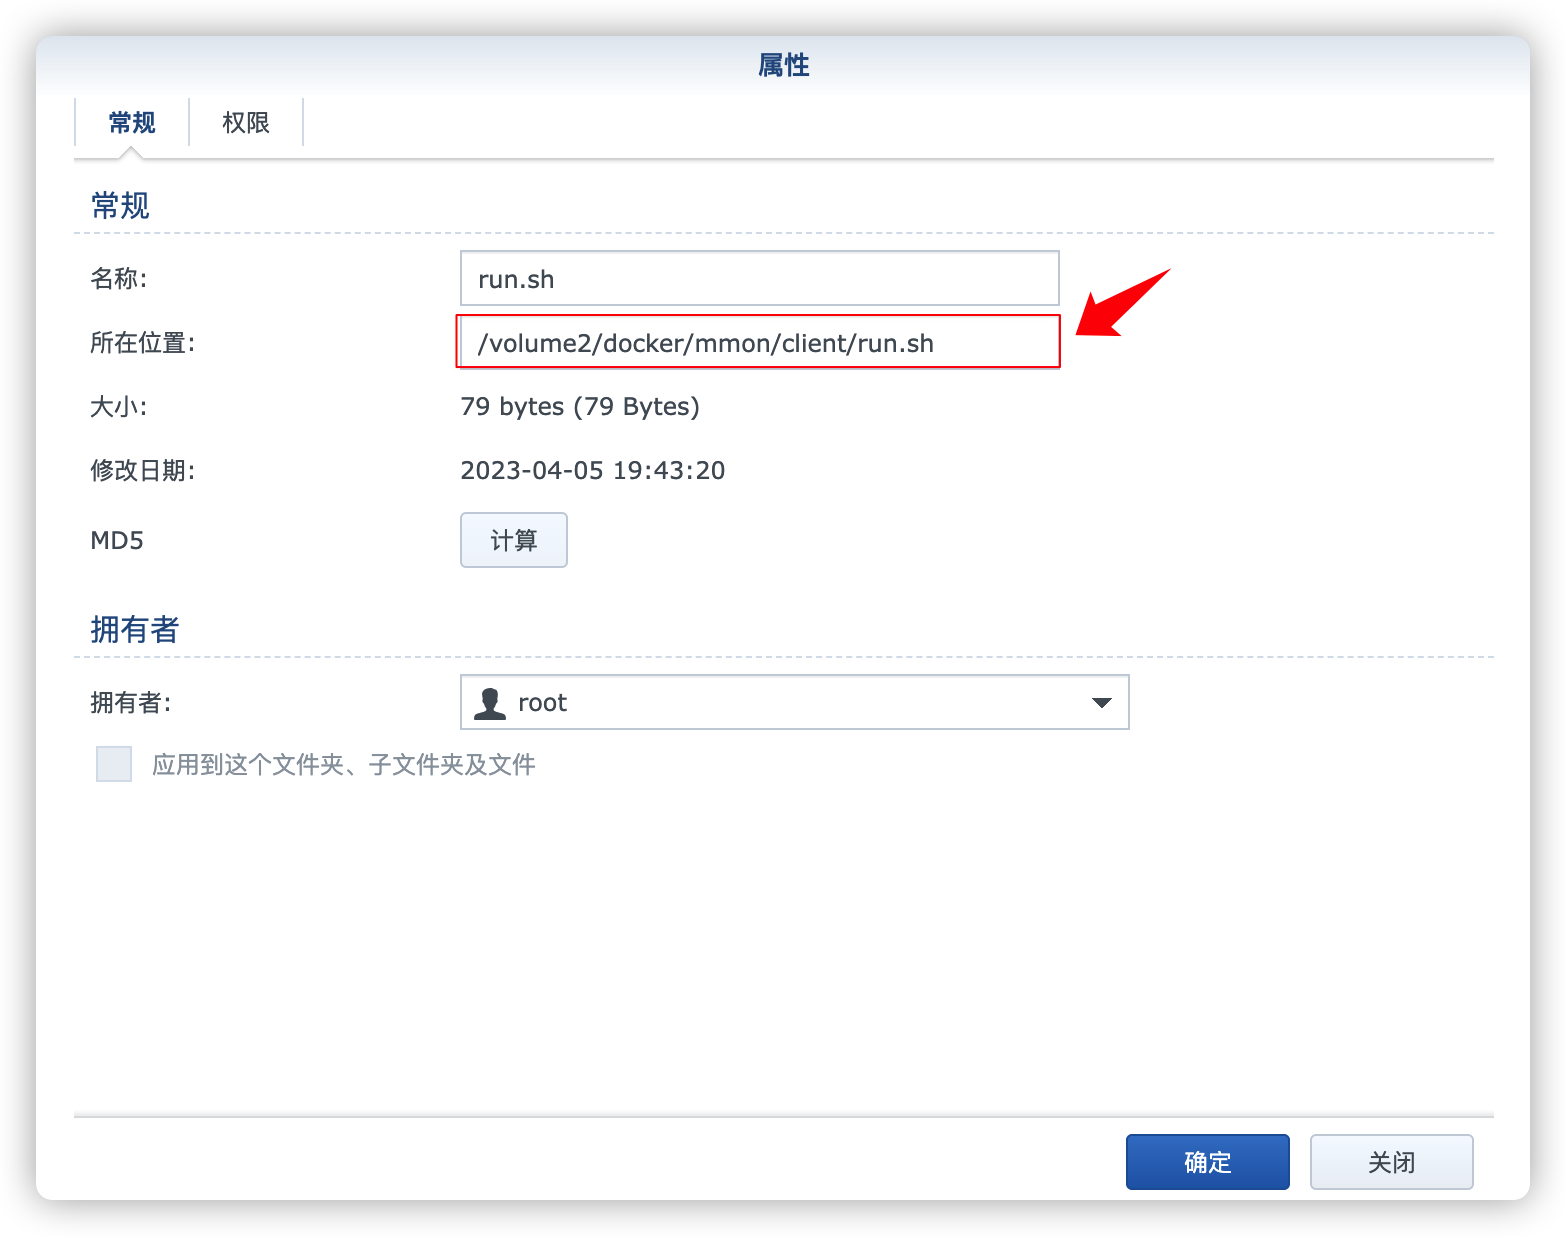 属性
常规 权限
常规
名称: run.sh
所在位置: /volume2/docker/mmon/client/run.sh
大小: 79 bytes (79 Bytes)
修改日期: 2023-04-05 19:43:20
MD5 计算
拥有者
拥有者: root
应用到这个文件夹、子文件夹及文件
确定 关闭